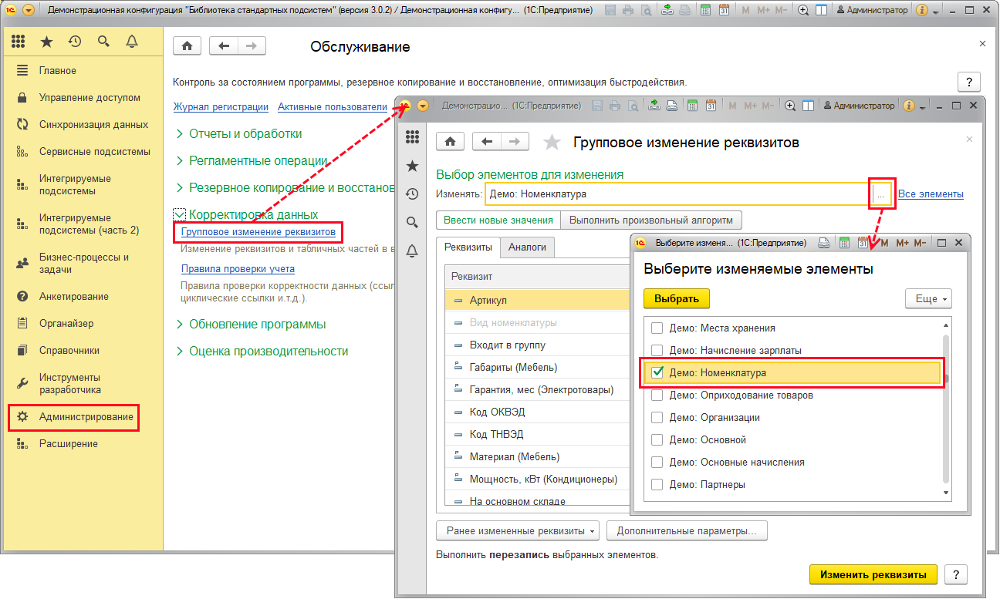 Демонстрационная конфигурация "Библиотека стандартных подсистем" (версия 3.0.2) / Демонстрационная конфигу... (1С:Предприятие)
31
M M+ M-
Администратор
Обслуживание
?
Контроль за состоянием программы, резервное копирование и восстановление, оптимизация быстродействия.
Главное
Управление доступом
Синхронизация данных
Сервисные подсистемы
Интегрируемые
подсистемы
Интегрируемые
подсистемы (часть 2)
Бизнес-процессы и
задачи
Анкетирование
Органайзер
Справочники
Инструменты
разработчика
Администрирование
Расширение
Журнал регистрации Активные пользователи
Отчеты и обработки
Регламентные операции
Резервное копирование и восстанов
Корректировка данных
Групповое изменение реквизитов
Изменение реквизитов и табличных частей в в
Правила проверки учета
Правила проверки корректности данных (ссыл
циклические ссылки и.т.д.).
Обновление программы
Оценка производительности
Демонстрацио... (1С:Предприятие)
31
M M+ M-
Администратор
Групповое изменение реквизитов
Выбор элементов для изменения
Изменять: Демо: Номенклатура ... Все элементы
Ввести новые значения Выполнить произвольный алгоритм
Реквизиты Аналоги
Реквизит
Артикул
Вид номенклатуры
Входит в группу
Габариты (Мебель)
Гарантия, мес (Электротовары)
Код ОКВЭД
Код ТНВЭД
Материал (Мебель)
Мощность, кВт (Кондиционеры)
На основном складе
Ранее измененные реквизиты Дополнительные параметры...
Выполнить перезапись выбранных элементов.
Изменить реквизиты ?
Выберите изменя... (1С:Предприятие)
31
M M+ M-
Выберите изменяемые элементы
Выбрать Еще
Демо: Места хранения
Демо: Начисление зарплаты
Демо: Номенклатура
Демо: Оприходование товаров
Демо: Организации
Демо: Основной
Демо: Основные начисления
Демо: Партнеры